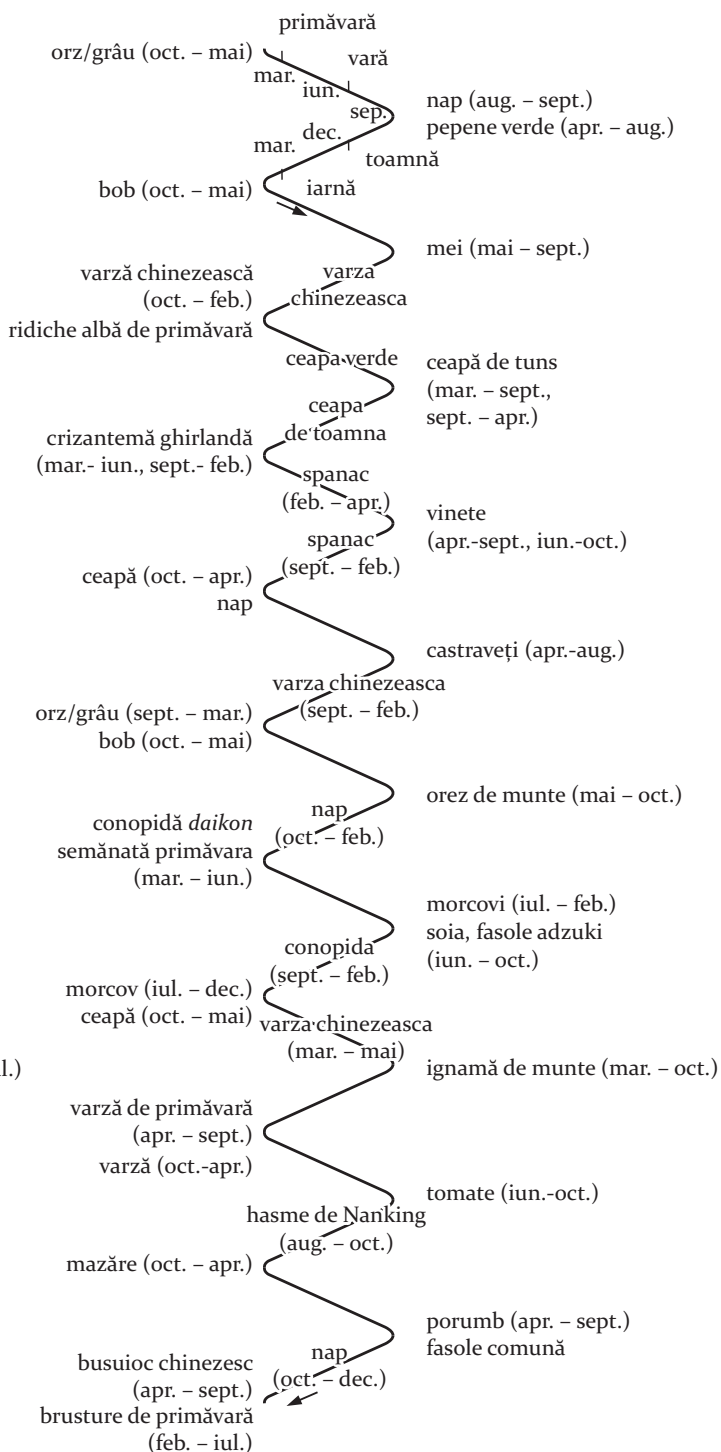 primăvară
orz/grâu (oct. – mai)
vară
mar.
iun.
sep.
nap (aug. – sept.)
pepene verde (apr. – aug.)
dec.
mar.
toamnă
bob (oct. – mai)
iarnă
mei (mai – sept.)
varză chinezească
(oct. – feb.)
ridiche albă de primăvară
varza
chinezeasca
ceapa verde
ceapă de tuns
(mar. – sept.,
sept. – apr.)
ceapa
de toamna
crizantemă ghirlandă
(mar.- iun., sept.- feb.)
spanac
(feb. – apr.)
vinete
(apr.-sept., iun.-oct.)
spanac
(sept. – feb.)
ceapă (oct. – apr.)
nap
castraveți (apr.-aug.)
varza chinezeasca
(sept. – feb.)
orz/grâu (sept. – mar.)
bob (oct. – mai)
orez de munte (mai – oct.)
nap
(oct. – feb.)
conopidă daikon
semănată primăvara
(mar. – iun.)
morcovi (iul. – feb.)
soia, fasole adzuki
(iun. – oct.)
conopida
(sept. – feb.)
morcov (iul. – dec.)
ceapă (oct. – mai)
varza chinezeasca
(mar. – mai)
l.)
ignamă de munte (mar. – oct.)
varză de primăvară
(apr. – sept.)
varză (oct.-apr.)
tomate (iun.-oct.)
hasme de Nanking
(aug. – oct.)
mazăre (oct. – apr.)
porumb (apr. – sept.)
fasole comună
nap
(oct. – dec.)
busuioc chinezesc
(apr. – sept.)
brusture de primăvară
(feb. – iul.)